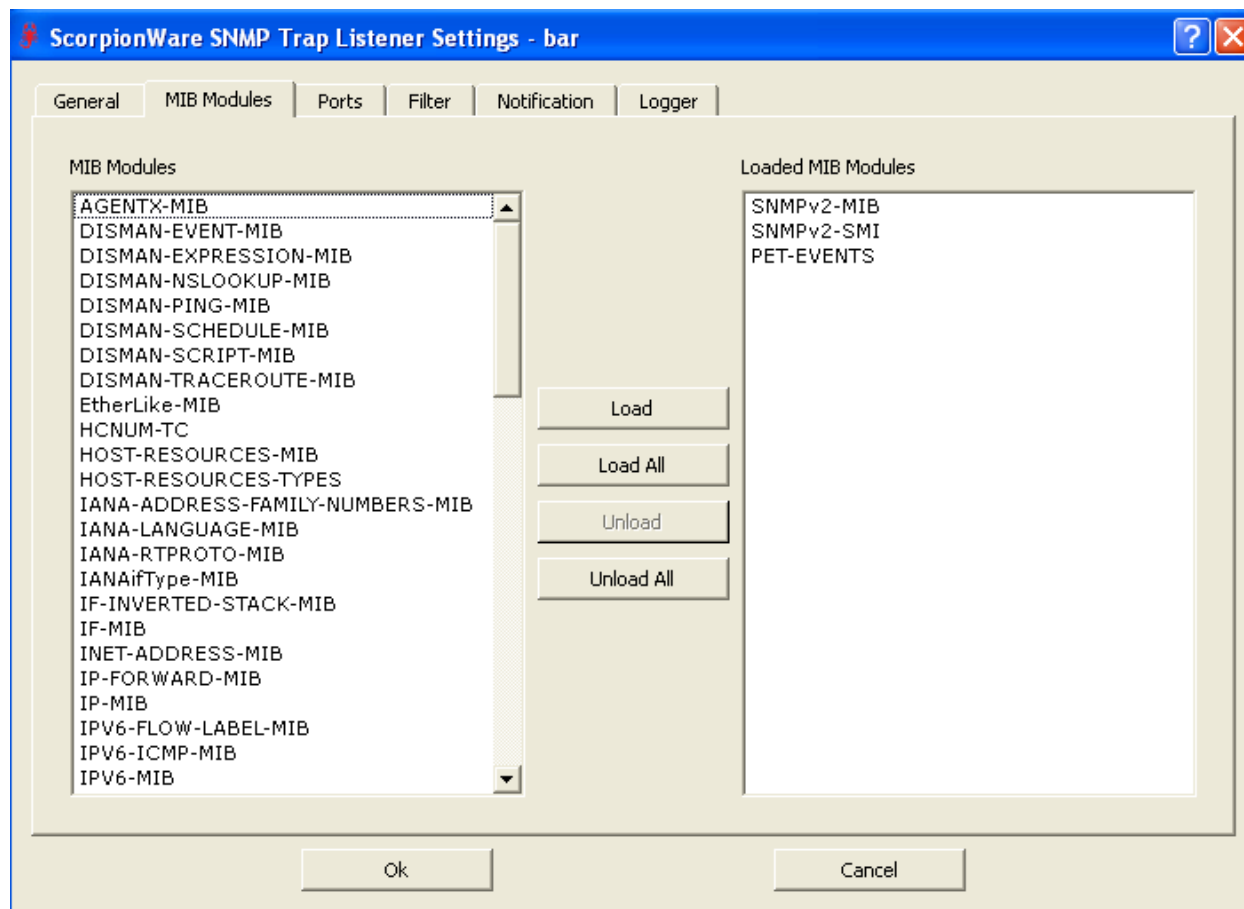 ScorpionWare SNMP Trap Listener Settings - bar
General
MIB Modules
Ports
Filter
Notification
Logger
MIB Modules
AGENTX-MIB
DISMAN-EVENT-MIB
DISMAN-EXPRESSION-MIB
DISMAN-NSLOOKUP-MIB
DISMAN-PING-MIB
DISMAN-SCHEDULE-MIB
DISMAN-SCRIPT-MIB
DISMAN-TRACEROUTE-MIB
EtherLike-MIB
HCNUM-TC
HOST-RESOURCES-MIB
HOST-RESOURCES-TYPES
IANA-ADDRESS-FAMILY-NUMBERS-MIB
IANA-LANGUAGE-MIB
IANA-RTPROTO-MIB
IANAifType-MIB
IF-INVERTED-STACK-MIB
IF-MIB
INET-ADDRESS-MIB
IP-FORWARD-MIB
IP-MIB
IPV6-FLOW-LABEL-MIB
IPV6-ICMP-MIB
IPV6-MIB
Load
Load All
Unload
Unload All
Loaded MIB Modules
SNMPv2-MIB
SNMPv2-SMI
PET-EVENTS
Ok
Cancel